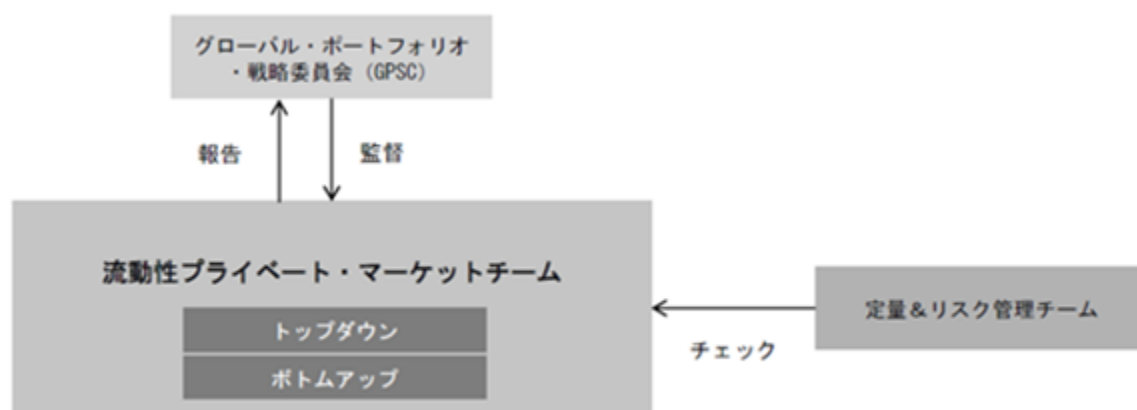 グローバル・ポートフォリオ
・戦略委員会（GPSC）
報告
監督
流動性プライベート・マーケットチーム
トップダウン
ボトムアップ
チェック
定量＆リスク管理チーム